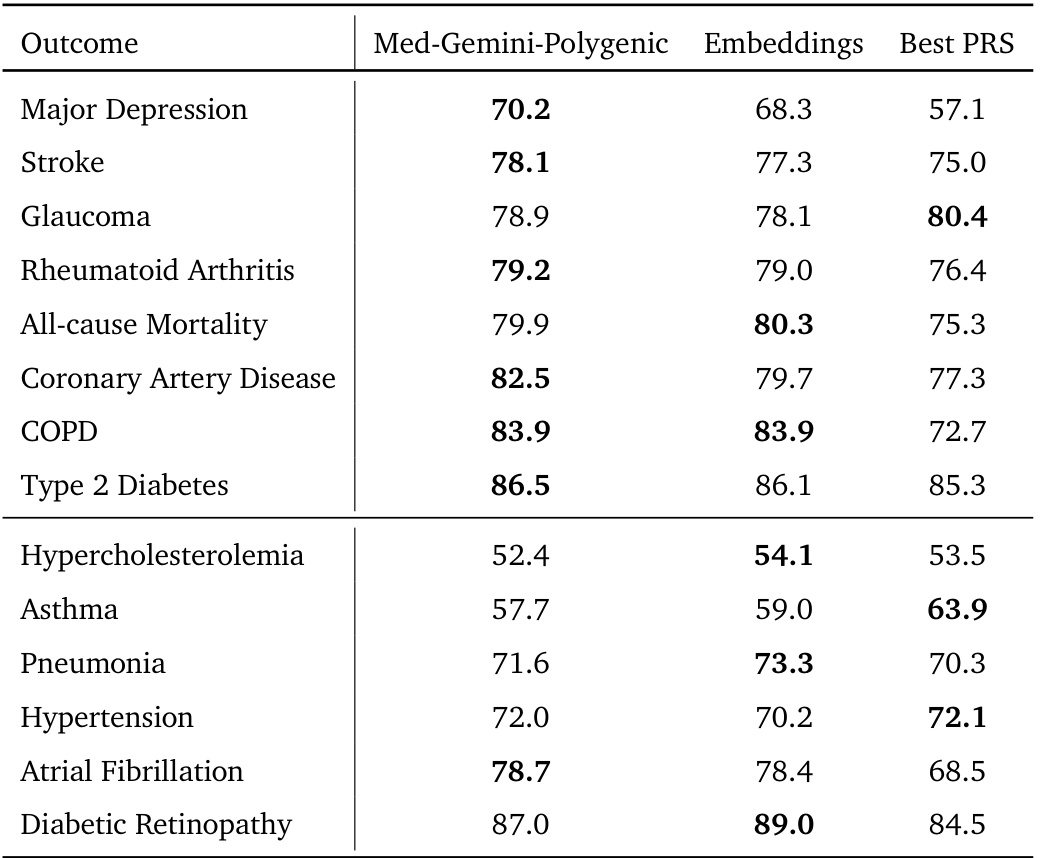 Outcome Med-Gemini-Polygenic Embeddings Best PRS
Major Depression 70.2 68.3 57.1
Stroke 78.1 77.3 75.0
Glaucoma 78.9 78.1 80.4
Rheumatoid Arthritis 79.2 79.0 76.4
All-cause Mortality 79.9 80.3 75.3
Coronary Artery Disease 82.5 79.7 77.3
COPD 83.9 83.9 72.7
Type 2 Diabetes 86.5 86.1 85.3
Hypercholesterolemia 52.4 54.1 53.5
Asthma 57.7 59.0 63.9
Pneumonia 71.6 73.3 70.3
Hypertension 72.0 70.2 72.1
Atrial Fibrillation 78.7 78.4 68.5
Diabetic Retinopathy 87.0 89.0 84.5